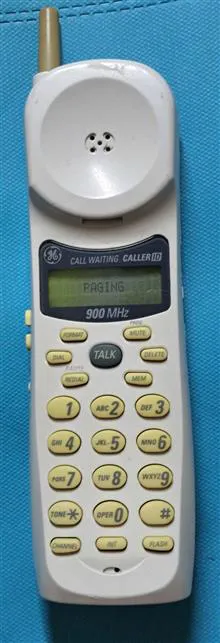 GE
CALL WAITING CALLER ID
PAGING
900 MHz
FORMAT MUTE
DIAL TALK DELETE
REDIAL MEM
1 ABC 2 DEF 3
GHI 4 JKL 5 MNO 6
PQRS 7 TUV 8 WXYZ 9
TONE * OPER 0 #
CHANNEL INT FLASH